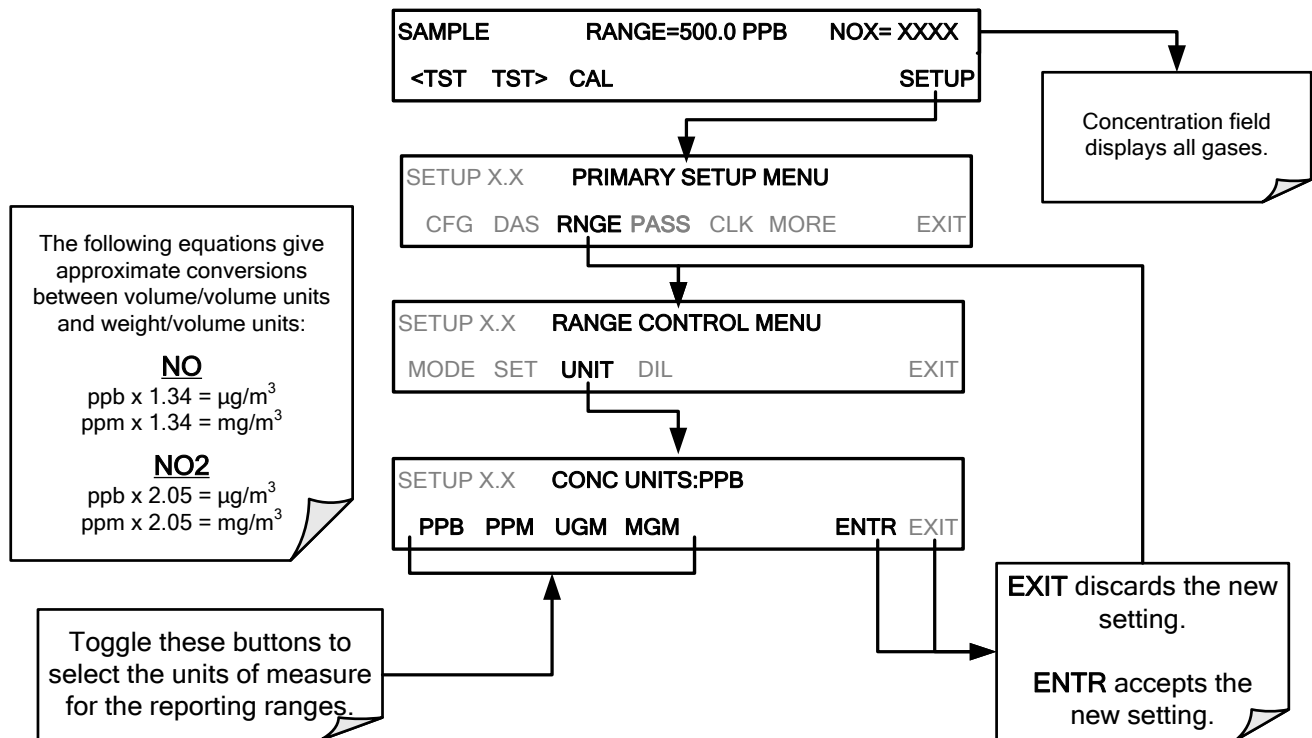 SAMPLE RANGE=500.0 PPB NOX= XXXX
<TST TST> CAL SETUP
Concentration field
displays all gases.
SETUP X.X PRIMARY SETUP MENU
CFG DAS RNGE PASS CLK MORE EXIT
The following equations give
approximate conversions
between volume/volume units
and weight/volume units:
NO
ppb x 1.34 = µg/m³
ppm x 1.34 = mg/m³
NO2
ppb x 2.05 = µg/m³
ppm x 2.05 = mg/m³
SETUP X.X RANGE CONTROL MENU
MODE SET UNIT DIL EXIT
SETUP X.X CONC UNITS:PPB
PPB PPM UGM MGM ENTR EXIT
Toggle these buttons to
select the units of measure
for the reporting ranges.
EXIT discards the new
setting.
ENTR accepts the
new setting.